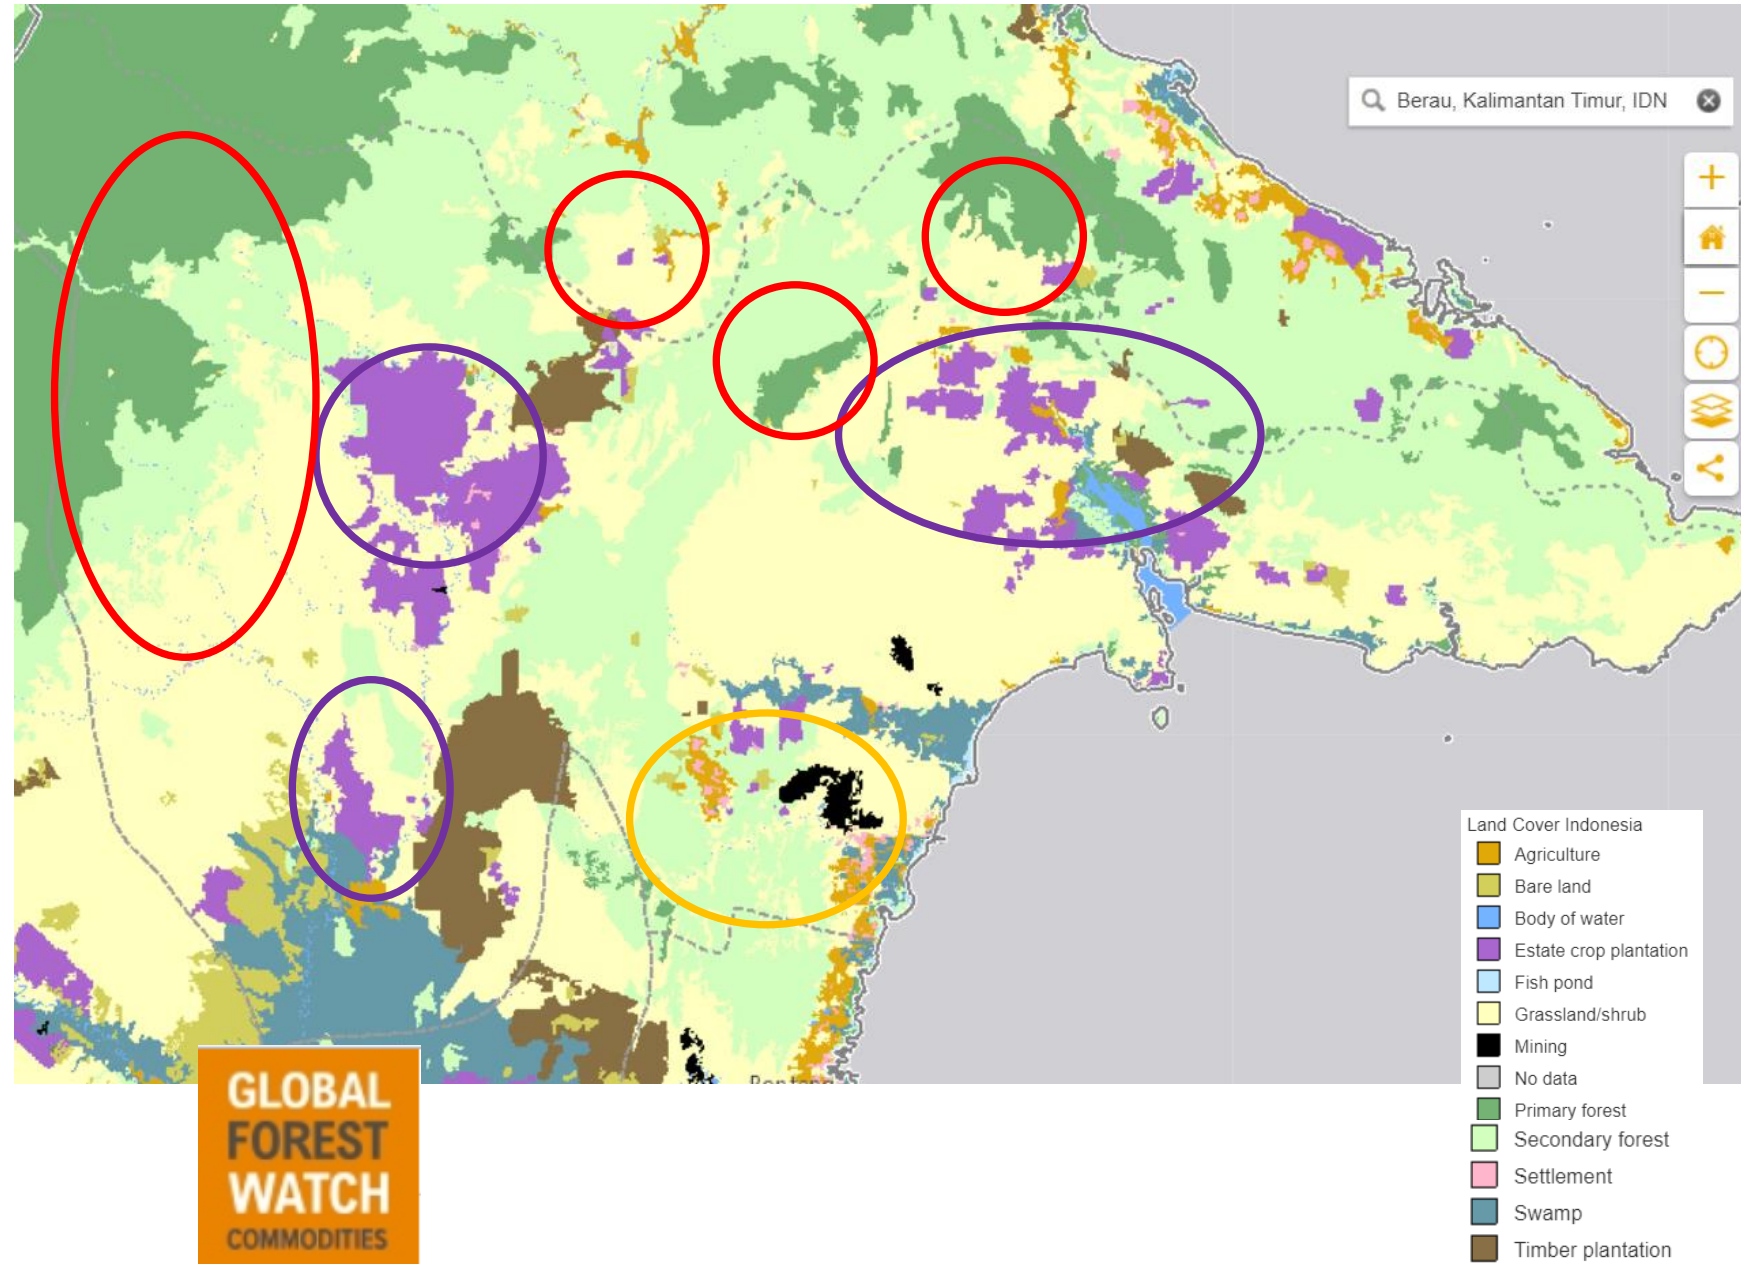 Berau, Kalimantan Timur, IDN
Land Cover Indonesia
Agriculture
Bare land
Body of water
Estate crop plantation
Fish pond
Grassland/shrub
Mining
No data
Primary forest
Secondary forest
Settlement
Swamp
Timber plantation
GLOBAL
FOREST
WATCH
COMMODITIES